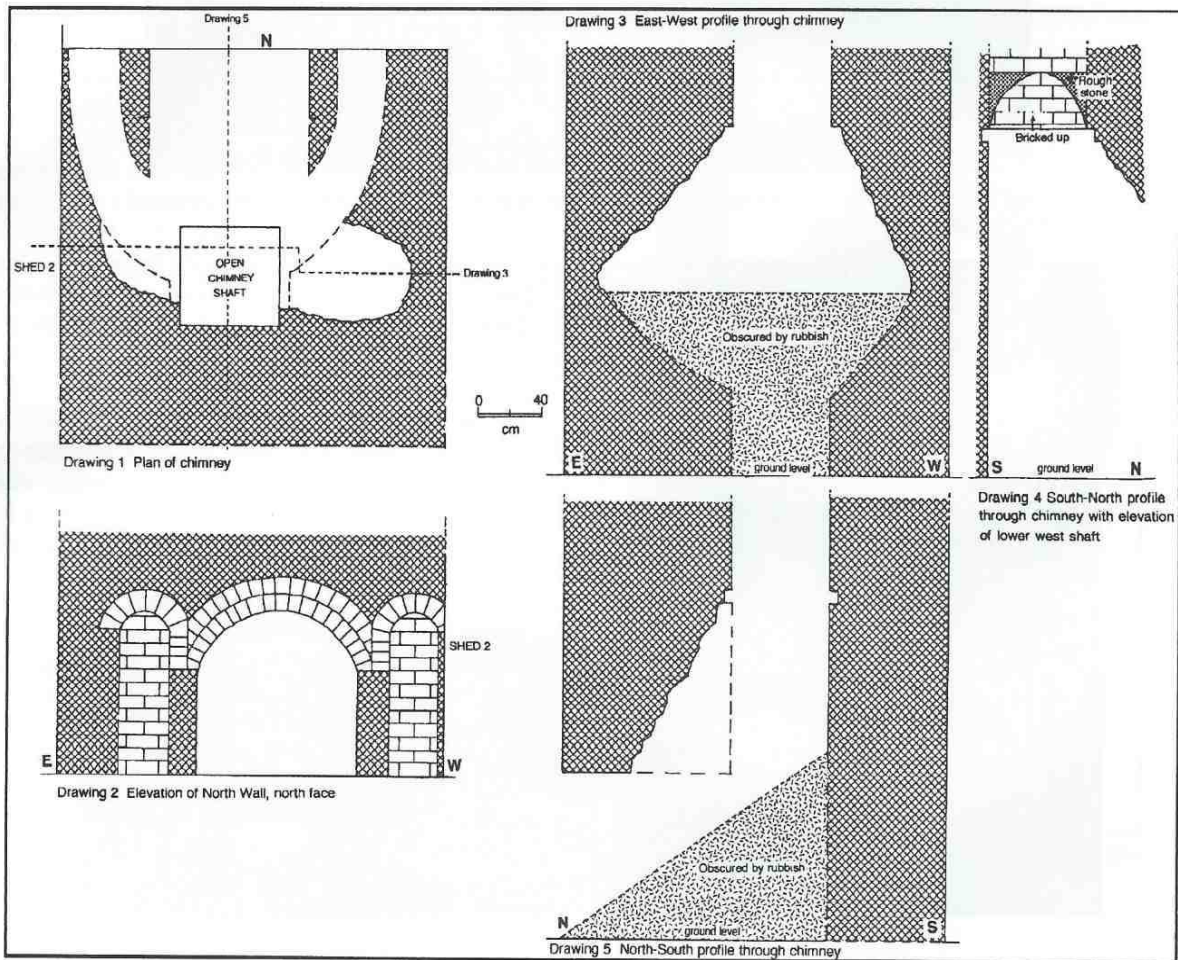 Drawing 5
N
OPEN
CHIMNEY
SHAFT
SHED 2
Drawing 3
Drawing 1 Plan of chimney
0 40
cm
SHED 2
E
W
Drawing 2 Elevation of North Wall, north face
Drawing 3 East-West profile through chimney
Obscured by rubbish
E
ground level
W
Rough
stone
Bricked up
S
ground level
N
Drawing 4 South-North profile
through chimney with elevation
of lower west shaft
Obscured by rubbish
N
ground level
S
Drawing 5 North-South profile through chimney